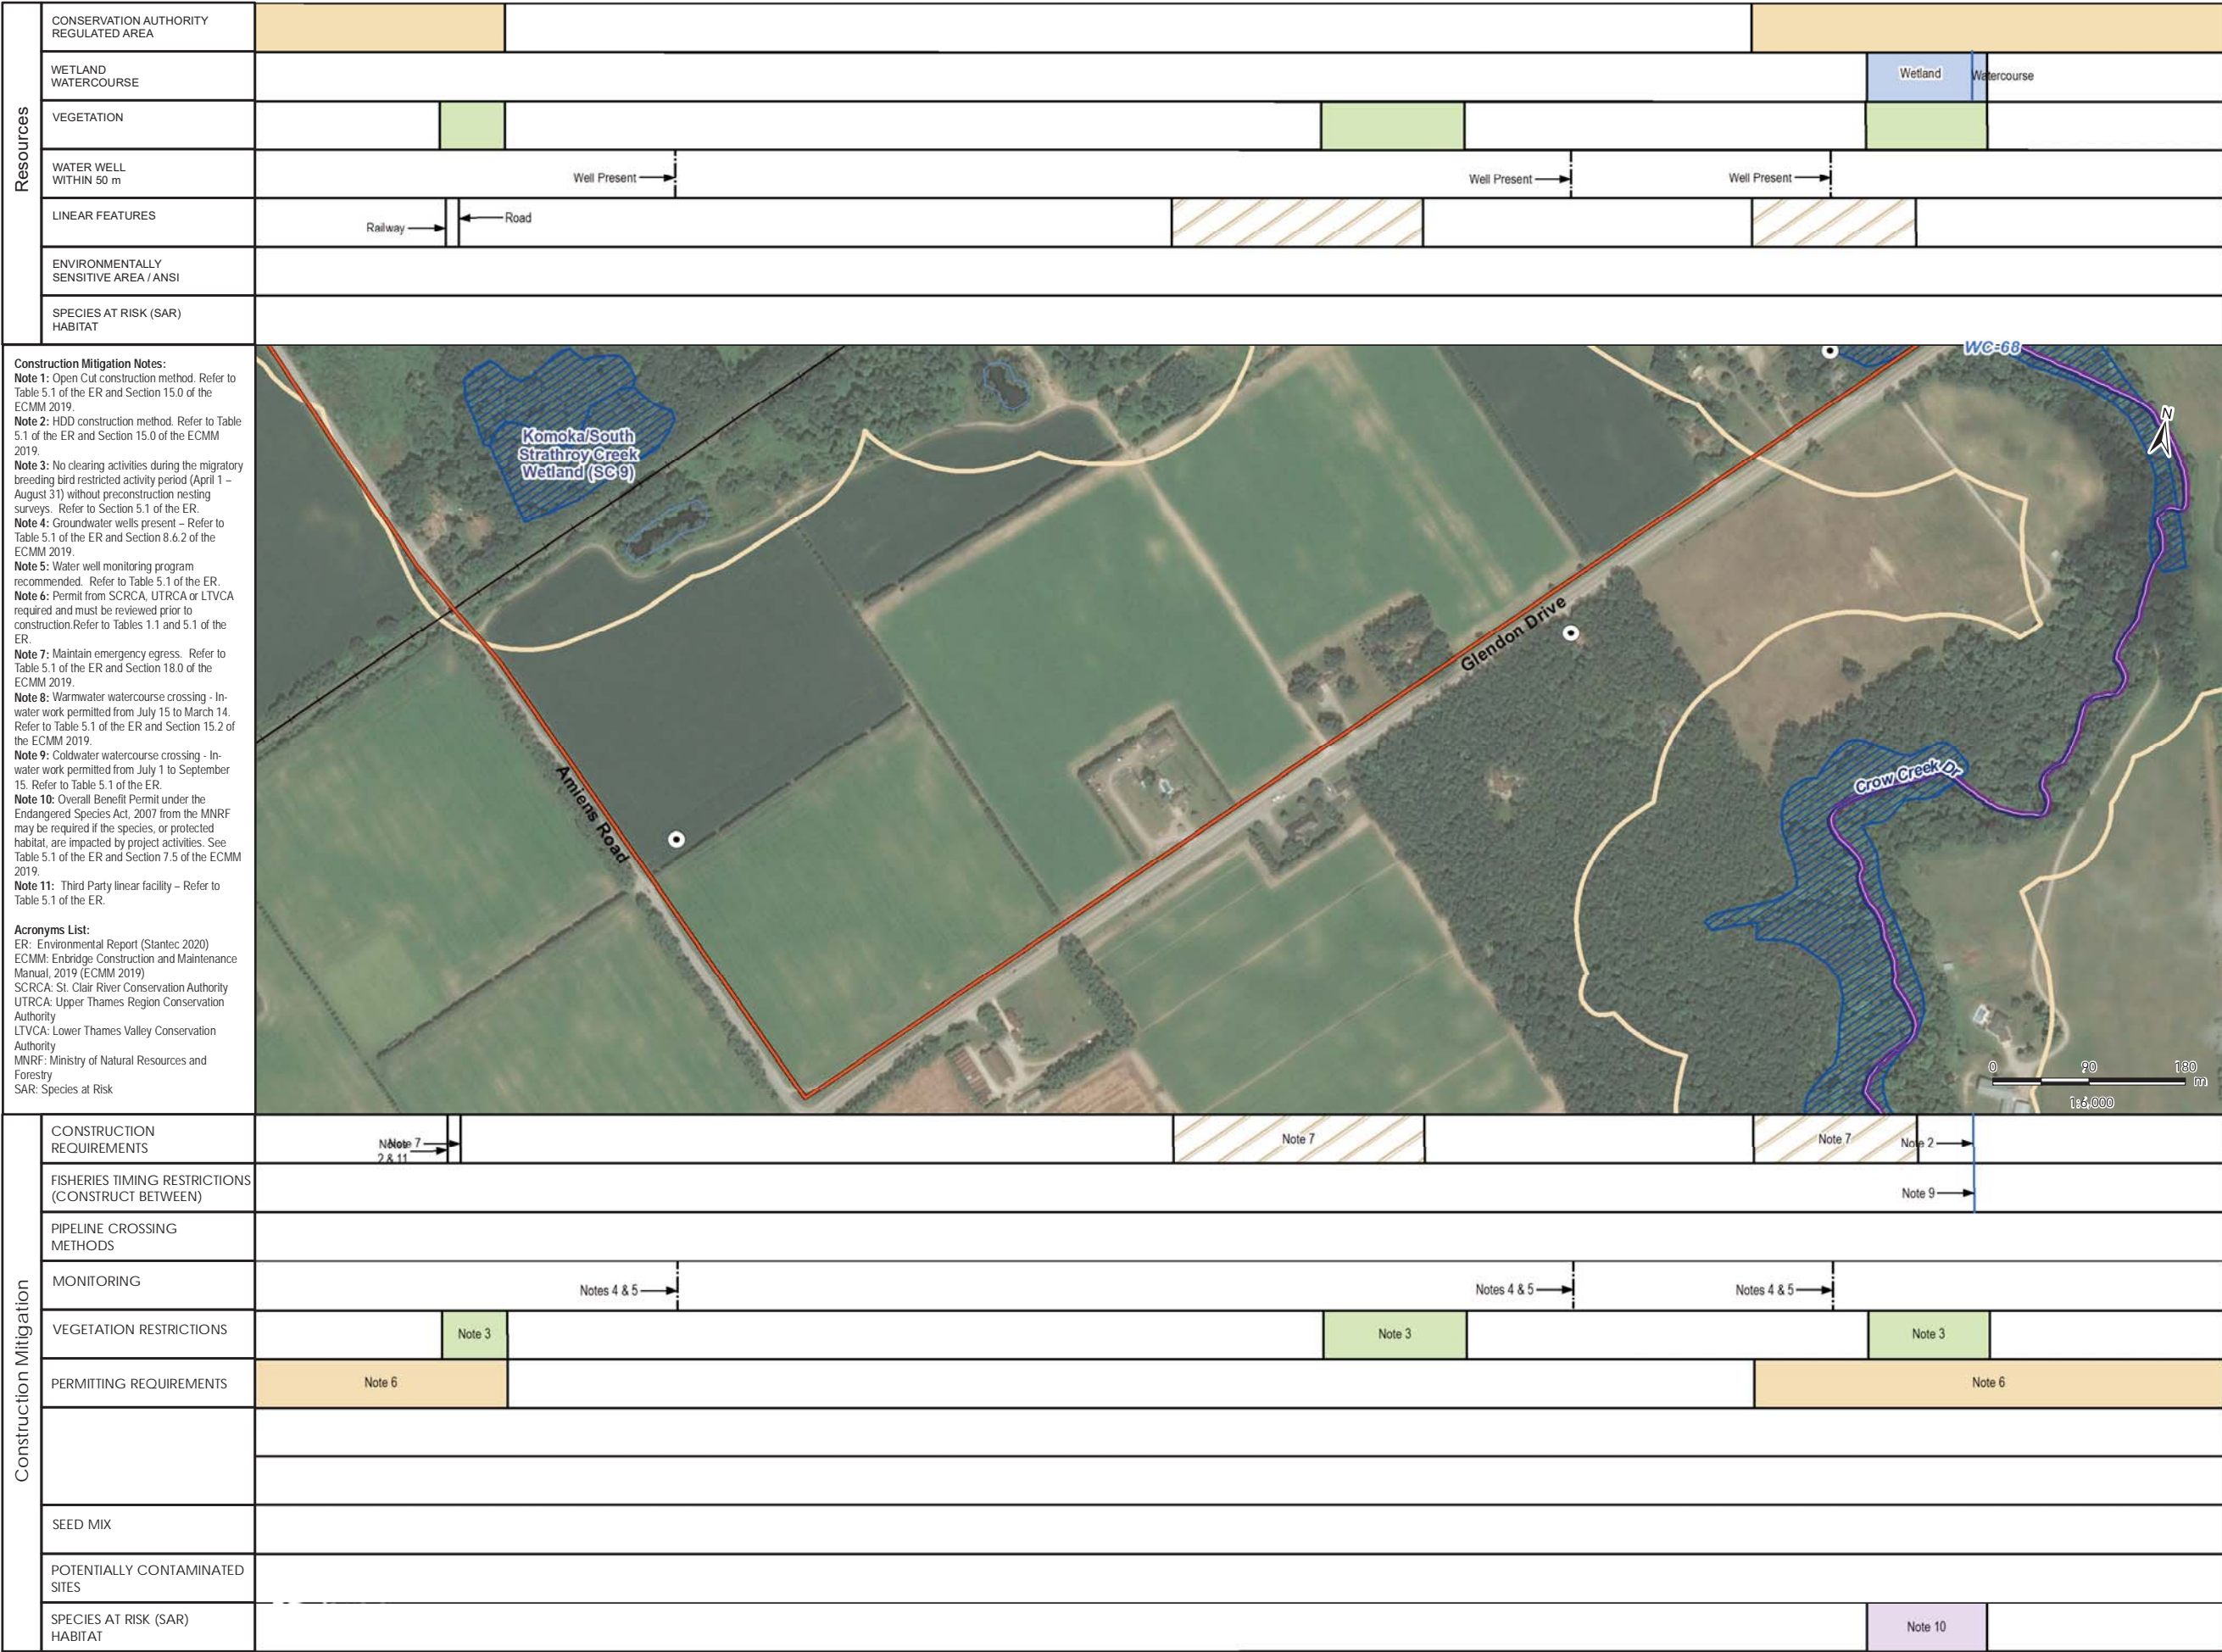 Resources
CONSERVATION AUTHORITY
REGULATED AREA
WETLAND
WATERCOURSE
Wetland
Watercourse
VEGETATION
WATER WELL
WITHIN 50 m
Well Present
Well Present
Well Present
LINEAR FEATURES
Railway
Road
ENVIRONMENTALLY
SENSITIVE AREA / ANSI
SPECIES AT RISK (SAR)
HABITAT
Construction Mitigation Notes:
Note 1: Open Cut construction method. Refer to
Table 5.1 of the ER and Section 15.0 of the
ECMM 2019.
Note 2: HDD construction method. Refer to Table
5.1 of the ER and Section 15.0 of the ECMM
2019.
Note 3: No clearing activities during the migratory
breeding bird restricted activity period (April 1 –
August 31) without preconstruction nesting
surveys. Refer to Section 5.1 of the ER.
Note 4: Groundwater wells present – Refer to
Table 5.1 of the ER and Section 8.6.2 of the
ECMM 2019.
Note 5: Water well monitoring program
recommended. Refer to Table 5.1 of the ER.
Note 6: Permit from SCRCA, UTRCA or LTVCA
required and must be reviewed prior to
construction.Refer to Tables 1.1 and 5.1 of the
ER.
Note 7: Maintain emergency egress. Refer to
Table 5.1 of the ER and Section 18.0 of the
ECMM 2019.
Note 8: Warmwater watercourse crossing - In-
water work permitted from July 15 to March 14.
Refer to Table 5.1 of the ER and Section 15.2 of
the ECMM 2019.
Note 9: Coldwater watercourse crossing - In-
water work permitted from July 1 to September
15. Refer to Table 5.1 of the ER.
Note 10: Overall Benefit Permit under the
Endangered Species Act, 2007 from the MNRF
may be required if the species, or protected
habitat, are impacted by project activities. See
Table 5.1 of the ER and Section 7.5 of the ECMM
2019.
Note 11: Third Party linear facility – Refer to
Table 5.1 of the ER.
Acronyms List:
ER: Environmental Report (Stantec 2020)
ECMM: Enbridge Construction and Maintenance
Manual, 2019 (ECMM 2019)
SCRCA: St. Clair River Conservation Authority
UTRCA: Upper Thames Region Conservation
Authority
LTVCA: Lower Thames Valley Conservation
Authority
MNRF: Ministry of Natural Resources and
Forestry
SAR: Species at Risk
WC-68
N
Komoka/South
Strathroy Creek
Wetland (SC 9)
Glendon Drive
Amiens Road
Crow Creek Dr
0 90 180
m
1:6,000
Construction Mitigation
CONSTRUCTION
REQUIREMENTS
Note 7
2 & 11
Note 7
Note 7
Note 2
FISHERIES TIMING RESTRICTIONS
(CONSTRUCT BETWEEN)
Note 9
PIPELINE CROSSING
METHODS
MONITORING
Notes 4 & 5
Notes 4 & 5
Notes 4 & 5
VEGETATION RESTRICTIONS
Note 3
Note 3
Note 3
PERMITTING REQUIREMENTS
Note 6
Note 6
SEED MIX
POTENTIALLY CONTAMINATED
SITES
SPECIES AT RISK (SAR)
HABITAT
Note 10